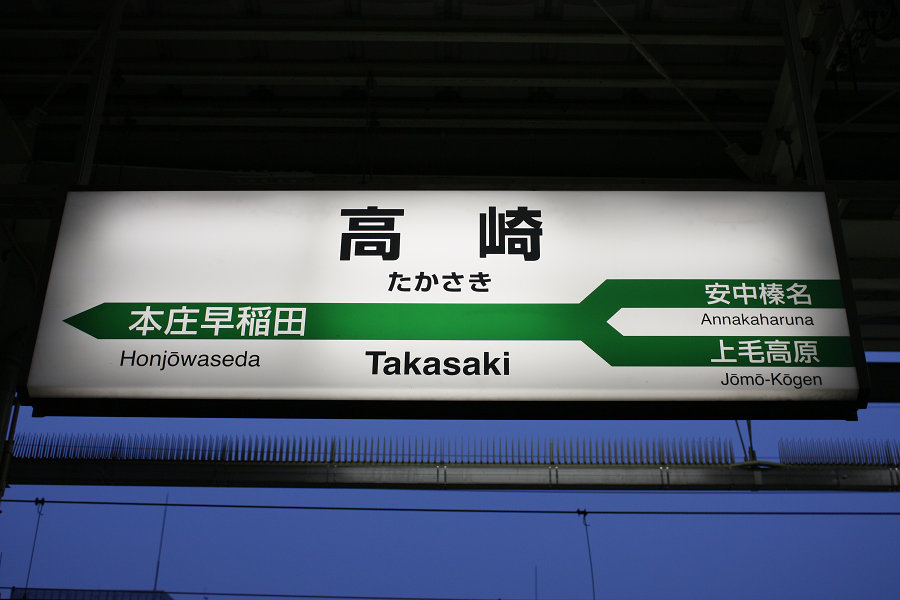 高崎
たかさき
本庄早稲田
Honjōwaseda
Takasaki
安中榛名
Annakaharuna
上毛高原
Jōmō-Kōgen